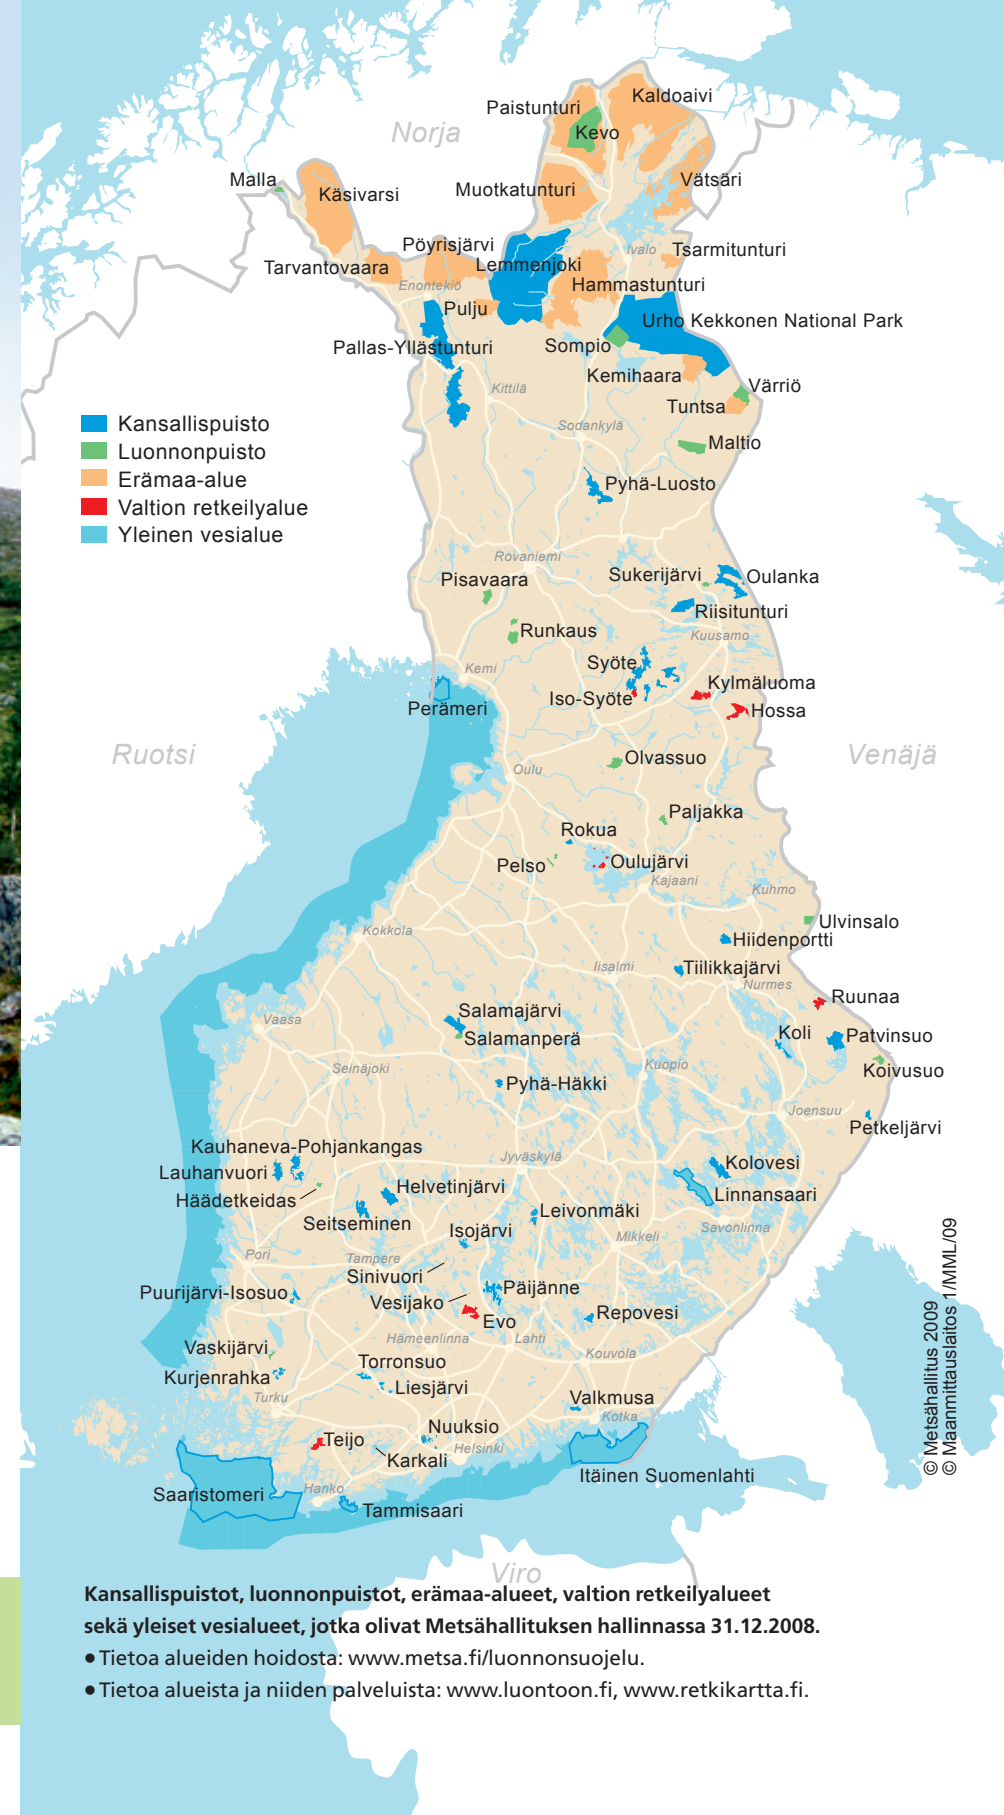 Norja
Paistunturi
Kaldoaivi
Kevo
Malla
Käsivarsi
Muotkatunturi
Vätsäri
Pöyrisjärvi
Ivalo
Tsarmitunturi
Tarvantovaara
Lemmenjoki
Enontekiö
Hammastunturi
Pulju
Urho Kekkonen National Park
Pallas-Yllästunturi
Sompio
Kemihaara
Värriö
Kittilä
Tuntsa
Sodankylä
Maltio
Kansallispuisto
Luonnonpuisto
Erämaa-alue
Valtion retkeilyalue
Yleinen vesialue
Pyhä-Luosto
Rovaniemi
Pisavaara
Sukerijärvi
Oulanka
Riisitunturi
Runkaus
Kuusamo
Syöte
Kemi
Kylmäluoma
Iso-Syöte
Perämeri
Hossa
Ruotsi
Venäjä
Olvassuo
Oulu
Paljakka
Rokua
Pelso
Oulujärvi
Kajaani
Kuhmo
Ulvinsalo
Kokkola
Hiidenportti
Iisalmi
Tiilikkajärvi
Nurmes
Ruunaa
Salamajärvi
Vaasa
Salamanperä
Koli
Patvinsuo
Seinäjoki
Kuopio
Koivusuo
Pyhä-Häkki
Joensuu
Petkeljärvi
Kauhaneva-Pohjankangas
Jyväskylä
Lauhanvuori
Kolovesi
Häädetkeidas
Helvetinjärvi
Linnansaari
Seitseminen
Leivonmäki
Isojärvi
Savonlinna
Mikkeli
Pori
Tampere
Sinivuori
Puurijärvi-Isosuo
Päijänne
Vesijako
Evo
Repovesi
Hämeenlinna
Lahti
Vaskijärvi
Kouvola
Torronsuo
Kurjenrahka
Liesjärvi
Turku
Valkmusa
Kotka
Nuuksio
Teijo
Helsinki
Karkali
Itäinen Suomenlahti
Hanko
Saaristomeri
Tammisaari
© Metsähallitus 2009
© Maanmittauslaitos 1/MML/09
Viro
Kansallispuistot, luonnonpuistot, erämaa-alueet, valtion retkeilyalueet
sekä yleiset vesialueet, jotka olivat Metsähallituksen hallinnassa 31.12.2008.
• Tietoa alueiden hoidosta: www.metsa.fi/luonnonsuojelu.
• Tietoa alueista ja niiden palveluista: www.luontoon.fi, www.retkikartta.fi.